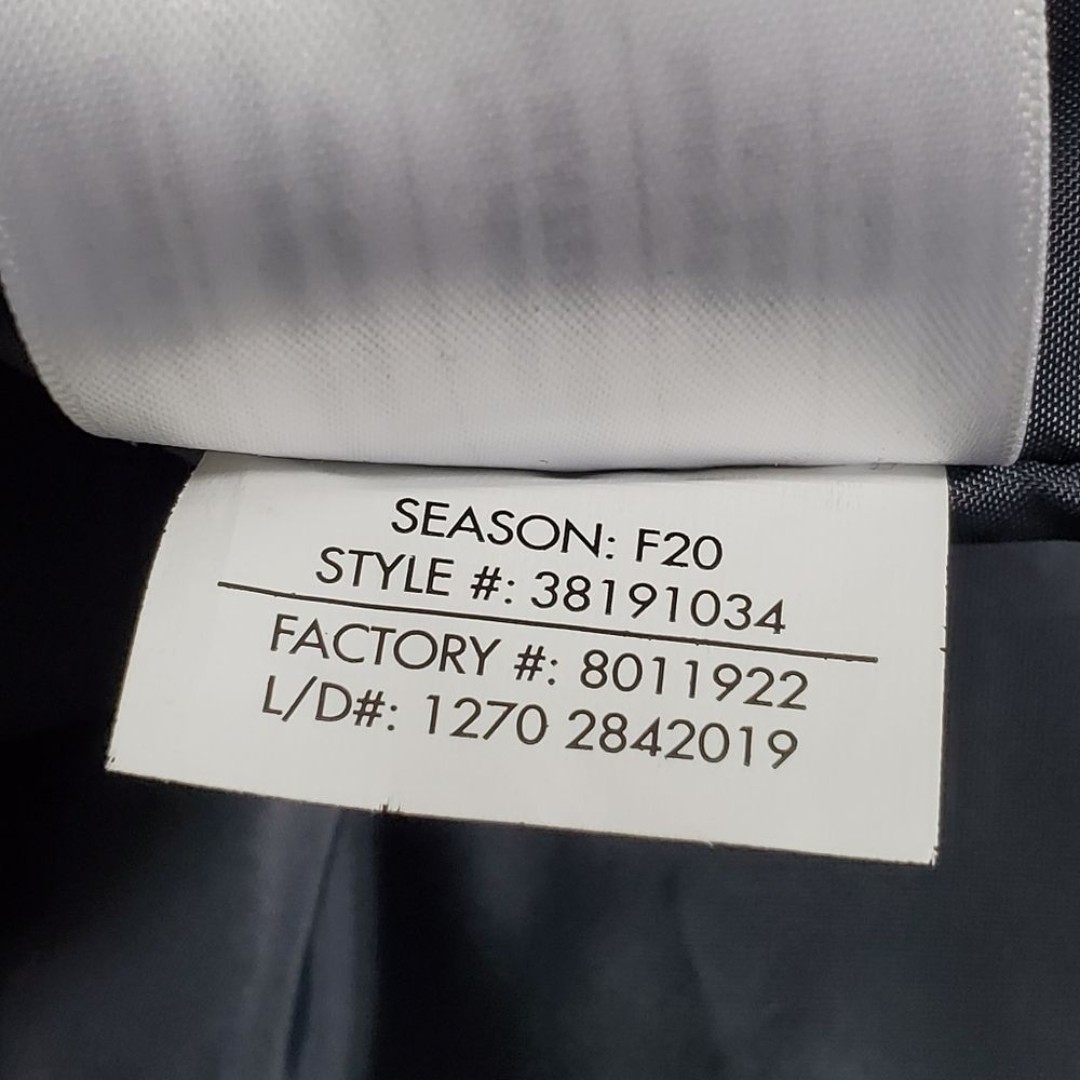 SEASON: F20
STYLE #: 38191034
FACTORY #: 8011922
L/D#: 1270 2842019